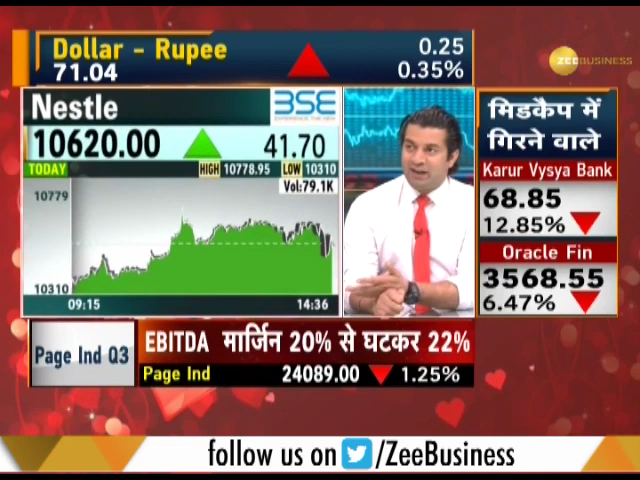 Dollar - Rupee
71.04
0.25
0.35%
ZEE BUSINESS
Nestle
BSE
EXPERIENCE THE NEW
10620.00
41.70
TODAY
HIGH 10778.95 LOW 10310
Vol:79.1K
10779
10310
09:15 14:36
मिडकैप में
गिरने वाले
Karur Vysya Bank
68.85
12.85%
Oracle Fin
3568.55
6.47%
Page Ind Q3
EBITDA मार्जिन 20% से घटकर 22%
Page Ind 24089.00 1.25%
follow us on /ZeeBusiness